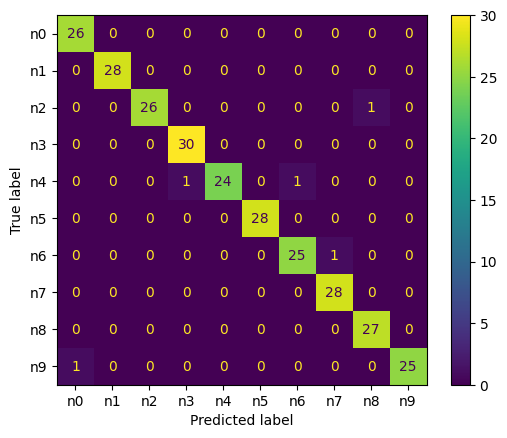 n0 26 0 0 0 0 0 0 0 0 0
n1 0 28 0 0 0 0 0 0 0 0
n2 0 0 26 0 0 0 0 0 1 0
n3 0 0 0 30 0 0 0 0 0 0
n4 0 0 0 1 24 0 1 0 0 0
n5 0 0 0 0 0 28 0 0 0 0
n6 0 0 0 0 0 0 25 1 0 0
n7 0 0 0 0 0 0 0 28 0 0
n8 0 0 0 0 0 0 0 0 27 0
n9 1 0 0 0 0 0 0 0 0 25
n0 n1 n2 n3 n4 n5 n6 n7 n8 n9
Predicted label
True label
30
25
20
15
10
5
0